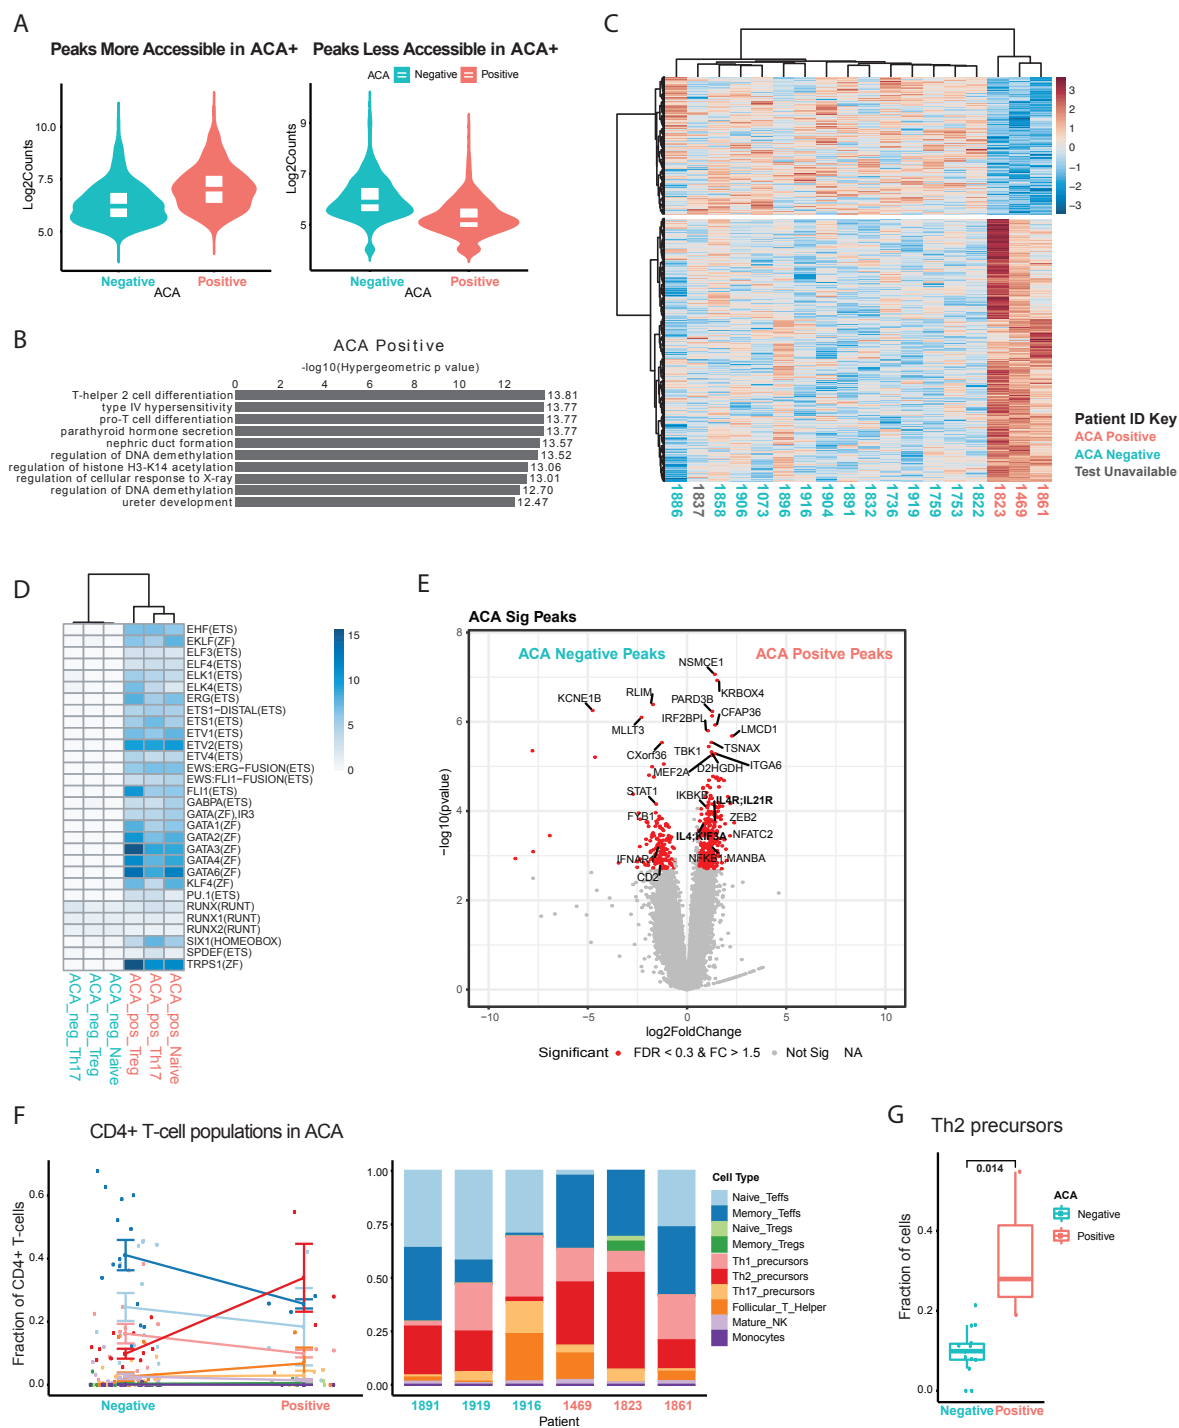 A
Peaks More Accessible in ACA+
Peaks Less Accessible in ACA+
ACA Negative Positive
Log2Counts
10.0
7.5
5.0
Negative Positive
ACA
Log2Counts
9
7
5
Negative Positive
ACA
B
ACA Positive
-log10(Hypergeometric p value)
0 2 4 6 8 10 12
T-helper 2 cell differentiation 13.81
type IV hypersensitivity 13.77
pro-T cell differentiation 13.77
parathyroid hormone secretion 13.77
nephric duct formation 13.57
regulation of DNA demethylation 13.52
regulation of histone H3-K14 acetylation 13.06
regulation of cellular response to X-ray 13.01
regulation of DNA demethylation 12.70
ureter development 12.47
C
3
2
1
0
−1
−2
−3
Patient ID Key
ACA Positive
ACA Negative
Test Unavailable
1886 1837 1858 1906 1073 1896 1916 1904 1891 1832 1736 1919 1759 1753 1822 1823 1469 1861
D
15
10
5
0
EHF(ETS)
EKLF(ZF)
ELF3(ETS)
ELF4(ETS)
ELK1(ETS)
ELK4(ETS)
ERG(ETS)
ETS1−DISTAL(ETS)
ETS1(ETS)
ETV1(ETS)
ETV2(ETS)
ETV4(ETS)
EWS:ERG−FUSION(ETS)
EWS:FLI1−FUSION(ETS)
FLI1(ETS)
GABPA(ETS)
GATA(ZF),IR3
GATA1(ZF)
GATA2(ZF)
GATA3(ZF)
GATA4(ZF)
GATA6(ZF)
KLF4(ZF)
PU.1(ETS)
RUNX(RUNT)
RUNX1(RUNT)
RUNX2(RUNT)
SIX1(HOMEOBOX)
SPDEF(ETS)
TRPS1(ZF)
ACA_neg_Th17
ACA_neg_Treg
ACA_neg_Naive
ACA_pos_Treg
ACA_pos_Th17
ACA_pos_Naive
E
ACA Sig Peaks
ACA Negative Peaks
ACA Positve Peaks
−log10(pvalue)
8
6
4
2
0
NSMCE1
KCNE1B
RLIM
PARD3B
KRBOX4
MLLT3
IRF2BPL
CFAP36
LMCD1
CXorf36
TBK1
TSNAX
MEF2A
D2HGDH
ITGA6
STAT1
IKBKB
IL4R;IL21R
FYB1
ZEB2
IL4;KIF3A
NFATC2
IFNAR1
NFKB1;MANBA
CD2
−10 −5 0 5 10
log2FoldChange
Significant FDR < 0.3 & FC > 1.5 Not Sig NA
F
CD4+ T-cell populations in ACA
Fraction of CD4+ T-cells
0.6
0.4
0.2
0.0
Negative Positive
1.00
0.75
0.50
0.25
0.00
1891 1919 1916 1469 1823 1861
Patient
Cell Type
Naive_Teffs
Memory_Teffs
Naive_Tregs
Memory_Tregs
Th1_precursors
Th2_precursors
Th17_precursors
Follicular_T_Helper
Mature_NK
Monocytes
G
Th2 precursors
0.014
Fraction of cells
0.4
0.2
0.0
Negative Positive
ACA
Negative
Positive